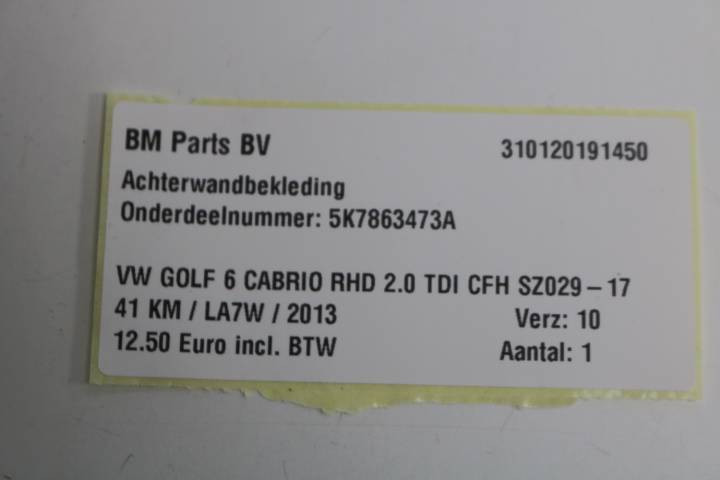 BM Parts BV 310120191450
Achterwandbekleding
Onderdeelnummer: 5K7863473A
VW GOLF 6 CABRIO RHD 2.0 TDI CFH SZ029-17
41 KM / LA7W / 2013 Verz: 10
12.50 Euro incl. BTW Aantal: 1